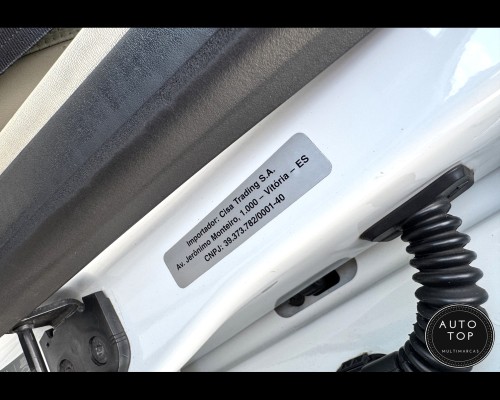 Importador: Cisa Trading S.A.
Av. Jerônimo Monteiro, 1.000 – Vitória – ES
CNPJ: 39.373.782/0001-40
AUTO
TOP
MULTIMARCAS